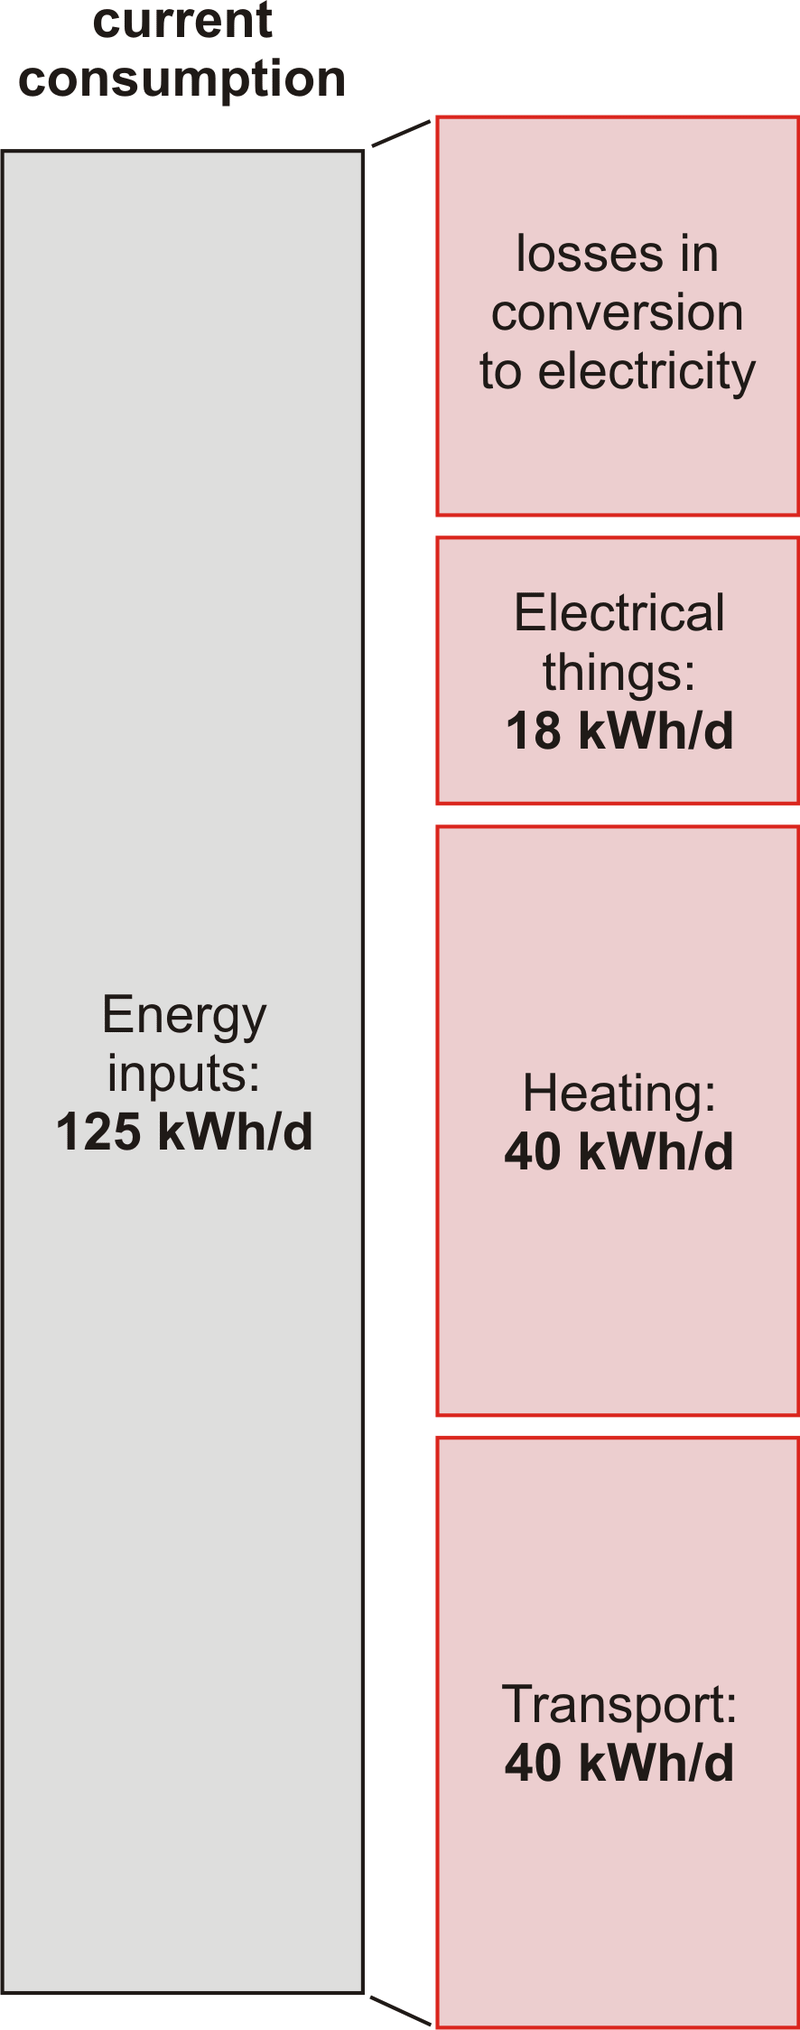 current
consumption
Energy
inputs:
125 kWh/d
losses in
conversion
to electricity
Electrical
things:
18 kWh/d
Heating:
40 kWh/d
Transport:
40 kWh/d